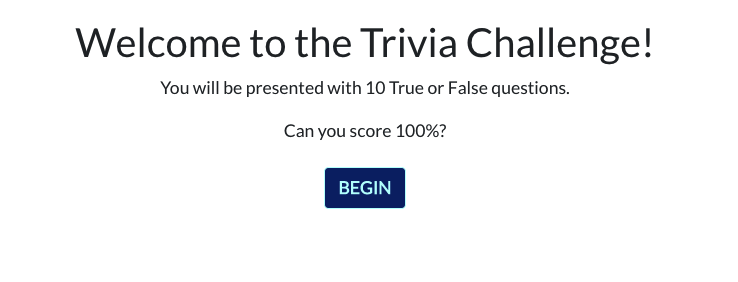 Welcome to the Trivia Challenge!
You will be presented with 10 True or False questions.
Can you score 100%?
BEGIN